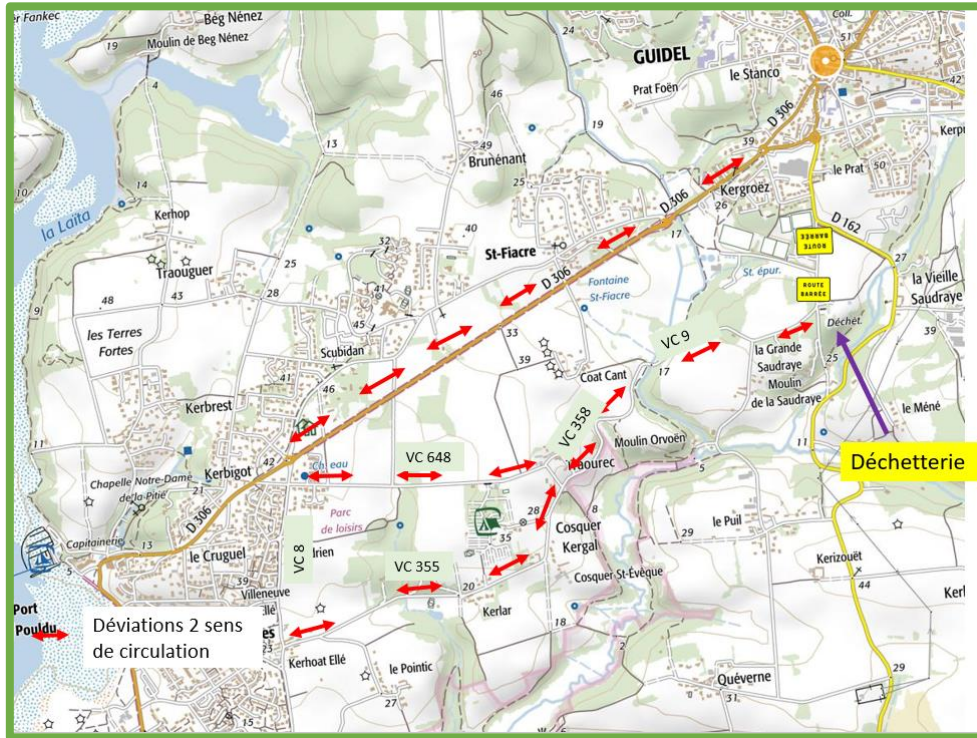 Beg Nénez
Moulin de Beg Nénez
Coll.
GUIDEL
le Stanco
Prat Foën
Brunénant
D 306
Kergroëz
le Prat
la Laïta
Kerhop
Traouguer
St-Fiacre
D 306
D 162
ROUTE
BARRÉE
ROUTE
BARRÉE
St. épur.
la Vieille
Saudraye
Fontaine
St-Fiacre
D 306
les Terres
Fortes
Scubidan
VC 9
Déchet.
la Grande
Saudraye
Moulin
de la Saudraye
Coat Cant
Kerbrest
VC 358
le Méné
Moulin Orvoën
Kerbigot
VC 648
Déchetterie
Chapelle Notre-Dame
de la Pitié
D 306
Parc
de loisirs
le Puil
Capitainerie
le Cruguel
VC 8
Cosquer
Kergal
VC 355
Cosquer St-Evêque
Kerizouët
Villeneuve
Ellé
Kerlar
Port
Pouldu
Déviations 2 sens
de circulation
Kerhoat Ellé
le Pointic
Quéverne